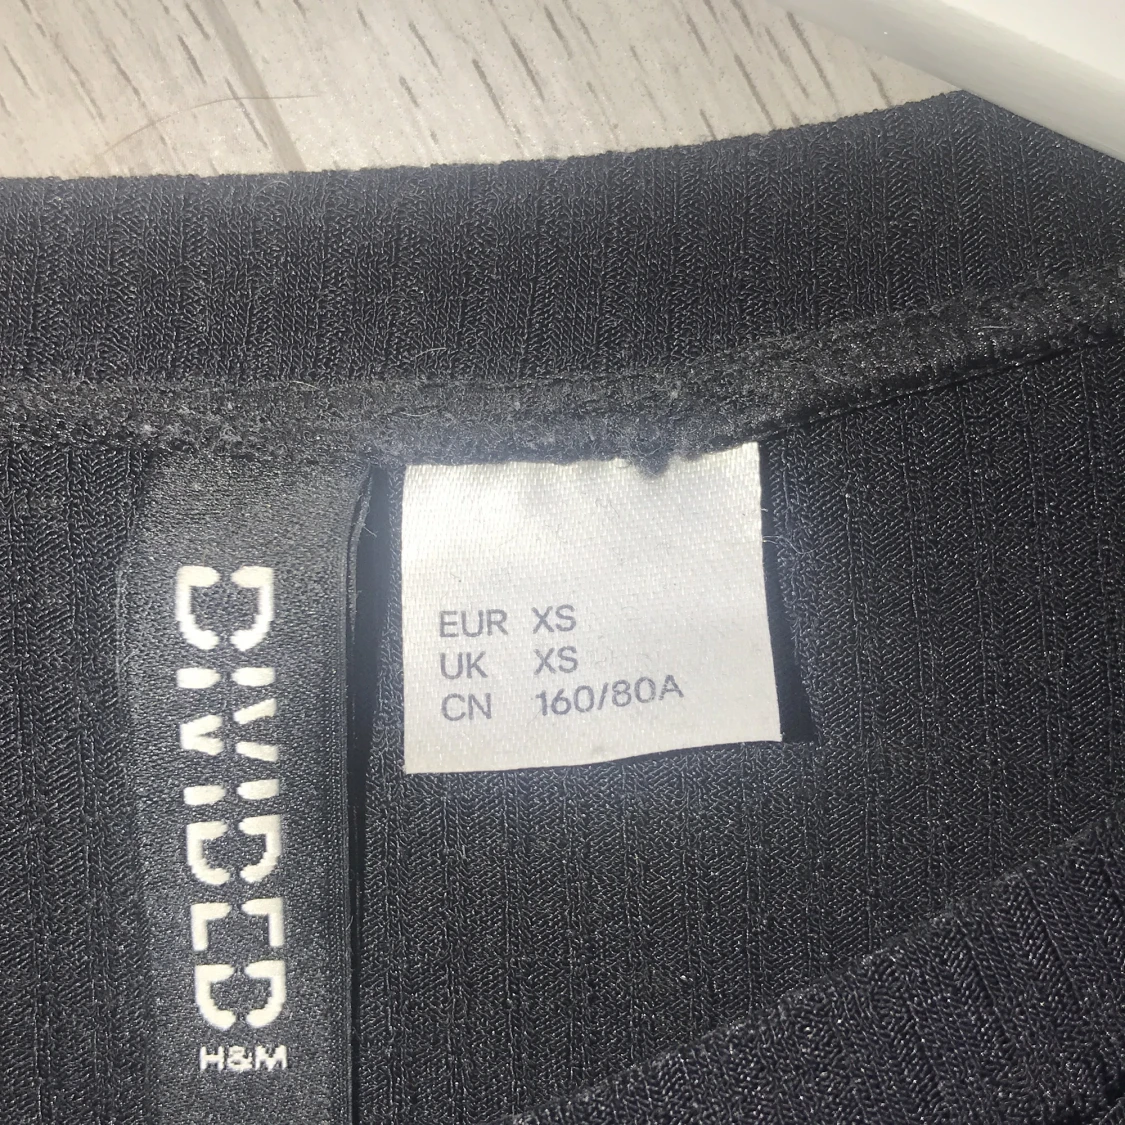 DIVIDED
H&M
EUR XS
UK XS
CN 160/80A